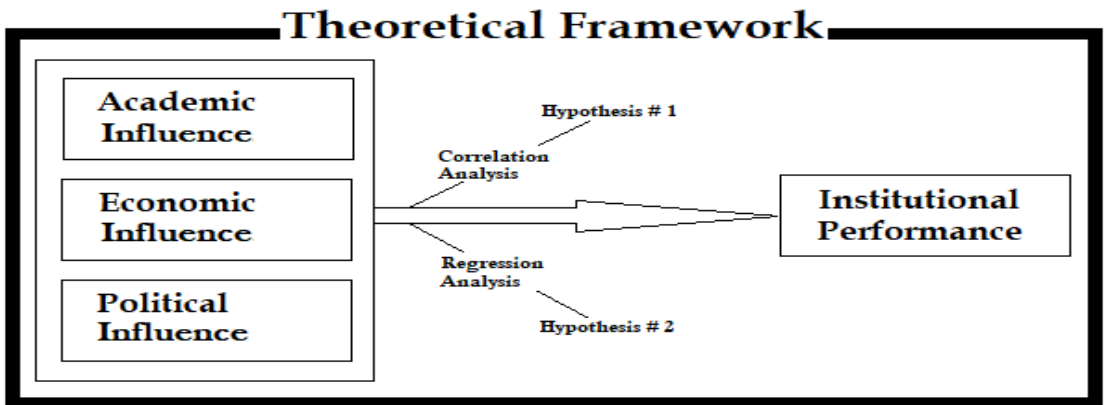 Theoretical Framework
Academic
Influence
Economic
Influence
Political
Influence
Hypothesis # 1
Correlation
Analysis
Regression
Analysis
Hypothesis # 2
Institutional
Performance